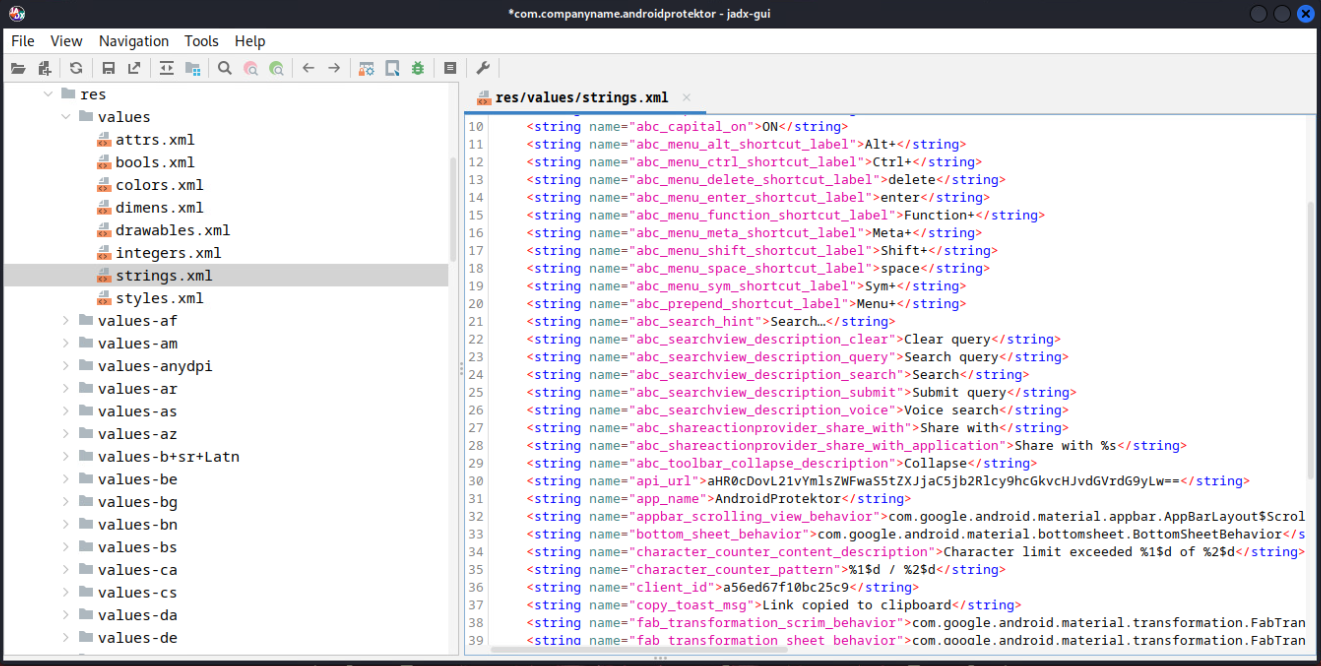 *com.companyname.androidprotektor - jadx-gui
File View Navigation Tools Help
res
values
attrs.xml
bools.xml
colors.xml
dimens.xml
drawables.xml
integers.xml
strings.xml
styles.xml
values-af
values-am
values-anydpi
values-ar
values-as
values-az
values-b+sr+Latn
values-be
values-bg
values-bn
values-bs
values-ca
values-cs
values-da
values-de
res/values/strings.xml
10 <string name="abc_capital_on">ON</string>
11 <string name="abc_menu_alt_shortcut_label">Alt+</string>
12 <string name="abc_menu_ctrl_shortcut_label">Ctrl+</string>
13 <string name="abc_menu_delete_shortcut_label">delete</string>
14 <string name="abc_menu_enter_shortcut_label">enter</string>
15 <string name="abc_menu_function_shortcut_label">Function+</string>
16 <string name="abc_menu_meta_shortcut_label">Meta+</string>
17 <string name="abc_menu_shift_shortcut_label">Shift+</string>
18 <string name="abc_menu_space_shortcut_label">space</string>
19 <string name="abc_menu_sym_shortcut_label">Sym+</string>
20 <string name="abc_prepend_shortcut_label">Menu+</string>
21 <string name="abc_search_hint">Search…</string>
22 <string name="abc_searchview_description_clear">Clear query</string>
23 <string name="abc_searchview_description_query">Search query</string>
24 <string name="abc_searchview_description_search">Search</string>
25 <string name="abc_searchview_description_submit">Submit query</string>
26 <string name="abc_searchview_description_voice">Voice search</string>
27 <string name="abc_shareactionprovider_share_with">Share with</string>
28 <string name="abc_shareactionprovider_share_with_application">Share with %s</string>
29 <string name="abc_toolbar_collapse_description">Collapse</string>
30 <string name="api_url">aHR0cDovL21vYmlsZWFwaS5tZXJjaC5jb2Rlcy9hcGkvcHJvdGVrdG9yLw==</string>
31 <string name="app_name">AndroidProtektor</string>
32 <string name="appbar_scrolling_view_behavior">com.google.android.material.appbar.AppBarLayout$Scrol
33 <string name="bottom_sheet_behavior">com.google.android.material.bottomsheet.BottomSheetBehavior</s
34 <string name="character_counter_content_description">Character limit exceeded %1$d of %2$d</string>
35 <string name="character_counter_pattern">%1$d / %2$d</string>
36 <string name="client_id">a56ed67f10bc25c9</string>
37 <string name="copy_toast_msg">Link copied to clipboard</string>
38 <string name="fab_transformation_scrim_behavior">com.google.android.material.transformation.FabTran
39 <string name="fab_transformation_sheet_behavior">com.google.android.material.transformation.FabTran